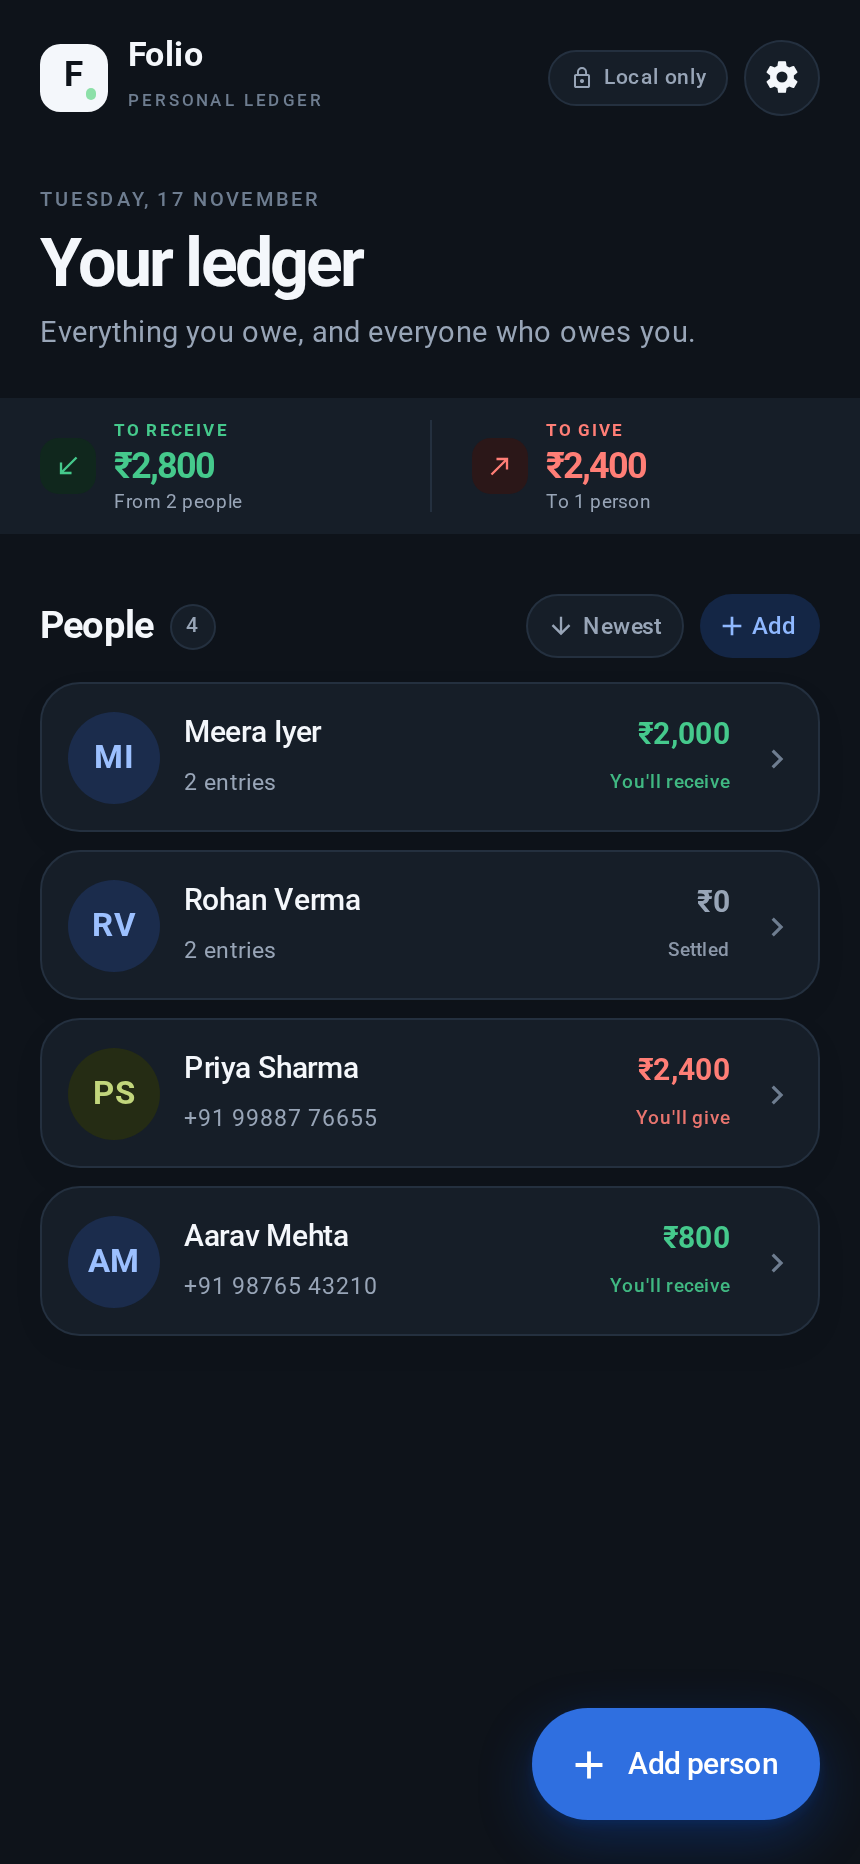 F
Folio
PERSONAL LEDGER
Local only
TUESDAY, 17 NOVEMBER
Your ledger
Everything you owe, and everyone who owes you.
TO RECEIVE
₹2,800
From 2 people
TO GIVE
₹2,400
To 1 person
People 4
Newest
Add
MI
Meera Iyer
2 entries
₹2,000
You'll receive
RV
Rohan Verma
2 entries
₹0
Settled
PS
Priya Sharma
+91 99887 76655
₹2,400
You'll give
AM
Aarav Mehta
+91 98765 43210
₹800
You'll receive
Add person